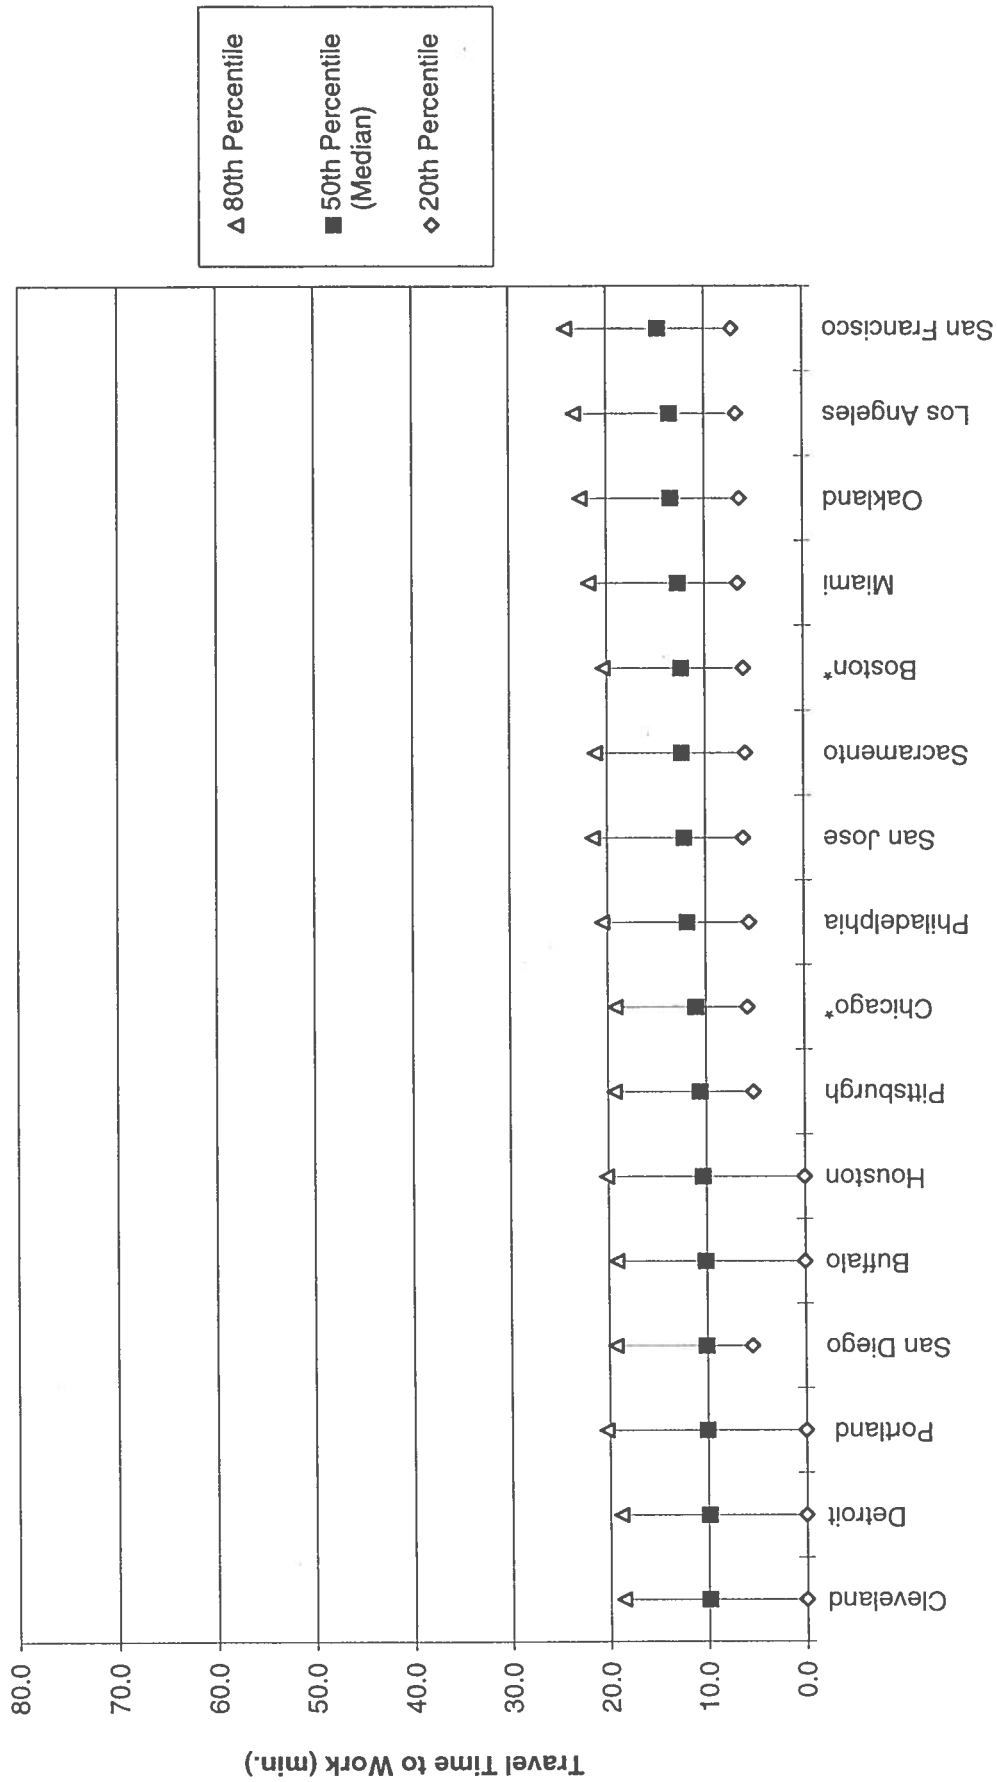 80th Percentile
50th Percentile
(Median)
20th Percentile
Travel Time to Work (min.)
80.0
70.0
60.0
50.0
40.0
30.0
20.0
10.0
0.0
Cleveland
Detroit
Portland
San Diego
Buffalo
Houston
Pittsburgh
Chicago*
Philadelphia
San Jose
Sacramento
Boston*
Miami
Oakland
Los Angeles
San Francisco